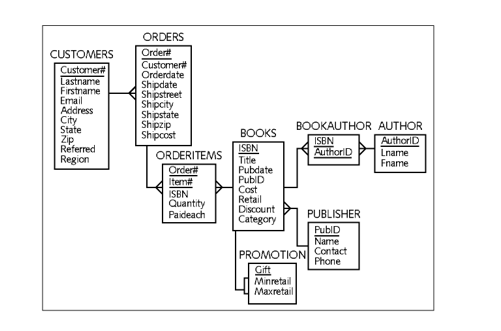 ORDERS
Order#
Customer#
Orderdate
Shipdate
Shipstreet
Shipcity
Shipstate
Shipzip
Shipcost
CUSTOMERS
Customer#
Lastname
Firstname
Email
Address
City
State
Zip
Referred
Region
ORDERITEMS
Order#
Item#
ISBN
Quantity
Paideach
BOOKS
ISBN
Title
Pubdate
PubID
Cost
Retail
Discount
Category
BOOKAUTHOR
ISBN
AuthorID
AUTHOR
AuthorID
Lname
Fname
PUBLISHER
PubID
Name
Contact
Phone
PROMOTION
Gift
Minretail
Maxretail